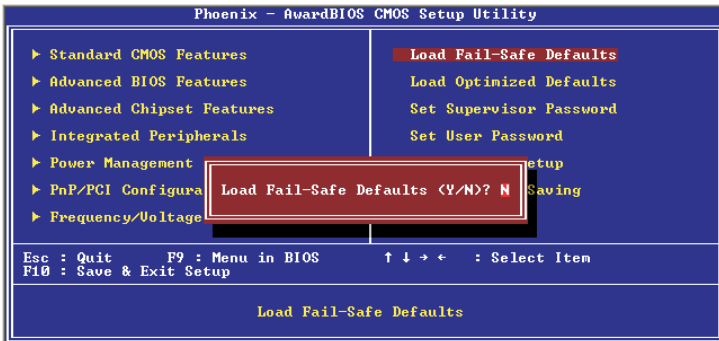 Phoenix - AwardBIOS CMOS Setup Utility
► Standard CMOS Features
► Advanced BIOS Features
► Advanced Chipset Features
► Integrated Peripherals
► Power Management
► PnP/PCI Configura
► Frequency/Voltage
Load Fail-Safe Defaults
Load Optimized Defaults
Set Supervisor Password
Set User Password
etup
Saving
Load Fail-Safe Defaults (Y/N)? N
Esc : Quit F9 : Menu in BIOS ↑ ↓ → ← : Select Item
F10 : Save & Exit Setup
Load Fail-Safe Defaults